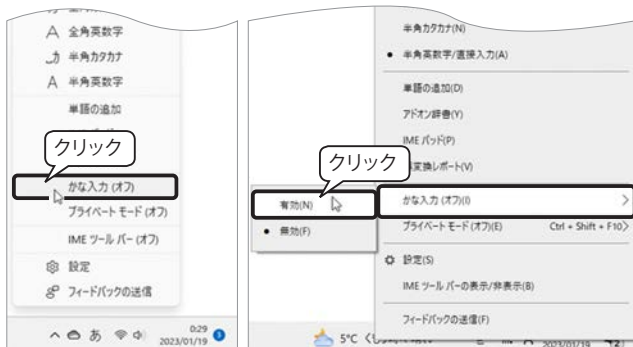 全角英数字
半角カタカナ
半角英数字
単語の追加
クリック
かな入力 (オフ)
プライベート モード (オフ)
IME ツール バー (オフ)
設定
フィードバックの送信
あ
0:29
2023/01/19
半角カタカナ(N)
半角英数字/直接入力(A)
単語の追加(D)
アドオン辞書(Y)
IME パッド(P)
変換レポート(V)
クリック
有効(N)
無効(F)
かな入力 (オフ)(I)
プライベート モード (オフ)(E) Ctrl + Shift + F10
設定(S)
IME ツール バーの表示/非表示(B)
フィードバックの送信(F)
5°C
2023/01/19